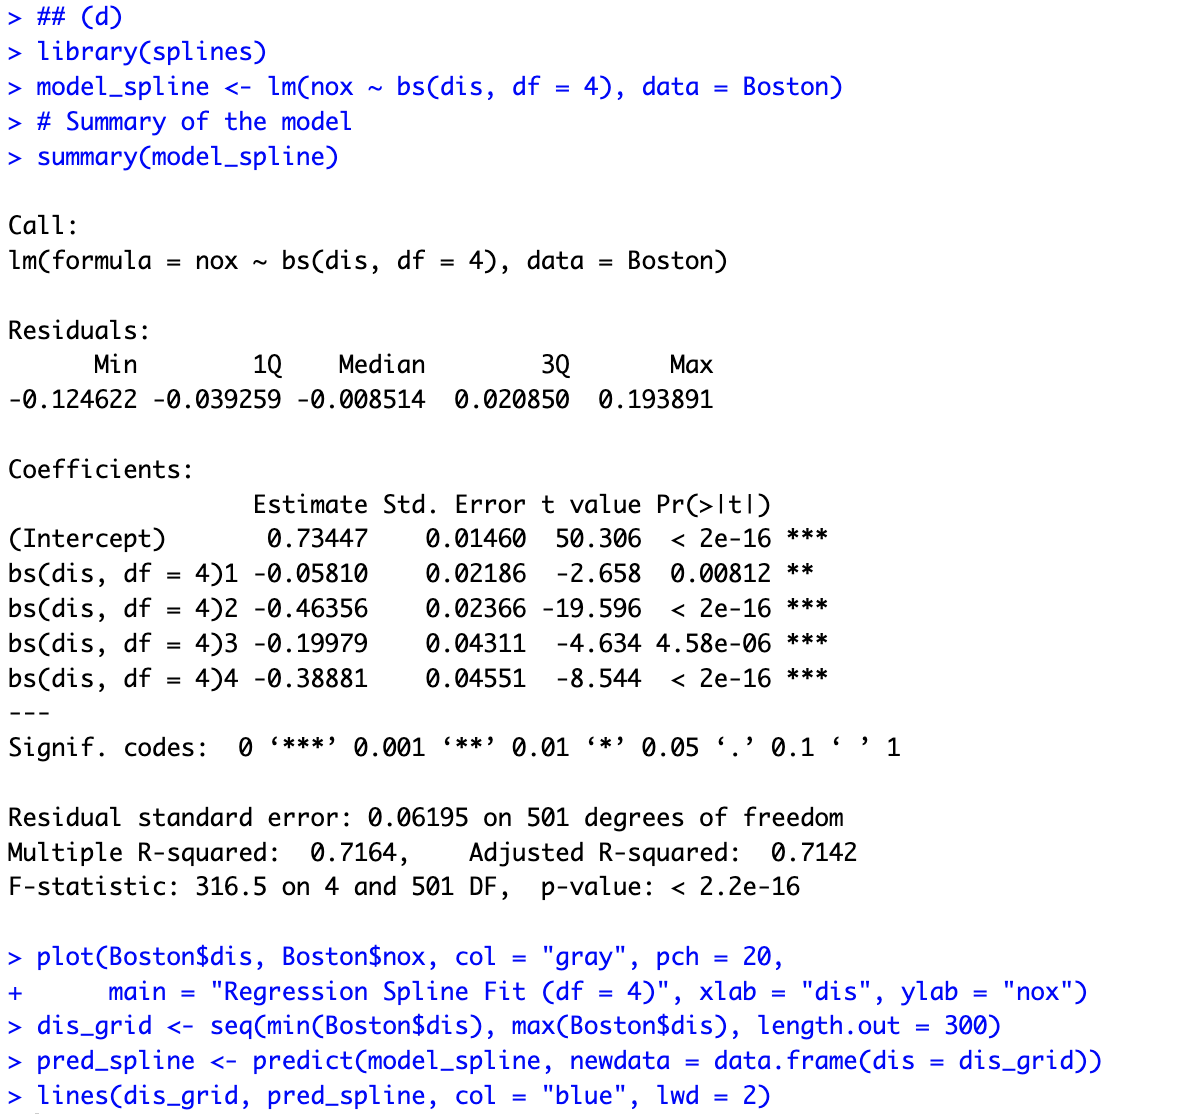 > ## (d)
> library(splines)
> model_spline <- lm(nox ~ bs(dis, df = 4), data = Boston)
> # Summary of the model
> summary(model_spline)

Call:
lm(formula = nox ~ bs(dis, df = 4), data = Boston)

Residuals:
      Min        1Q    Median        3Q       Max
-0.124622 -0.039259 -0.008514  0.020850  0.193891

Coefficients:
                 Estimate Std. Error t value Pr(>|t|)
(Intercept)       0.73447    0.01460  50.306  < 2e-16 ***
bs(dis, df = 4)1 -0.05810    0.02186  -2.658  0.00812 **
bs(dis, df = 4)2 -0.46356    0.02366 -19.596  < 2e-16 ***
bs(dis, df = 4)3 -0.19979    0.04311  -4.634 4.58e-06 ***
bs(dis, df = 4)4 -0.38881    0.04551  -8.544  < 2e-16 ***
---
Signif. codes:  0 ‘***’ 0.001 ‘**’ 0.01 ‘*’ 0.05 ‘.’ 0.1 ‘ ’ 1

Residual standard error: 0.06195 on 501 degrees of freedom
Multiple R-squared:  0.7164,	Adjusted R-squared:  0.7142
F-statistic: 316.5 on 4 and 501 DF,  p-value: < 2.2e-16

> plot(Boston$dis, Boston$nox, col = "gray", pch = 20,
+      main = "Regression Spline Fit (df = 4)", xlab = "dis", ylab = "nox")
> dis_grid <- seq(min(Boston$dis), max(Boston$dis), length.out = 300)
> pred_spline <- predict(model_spline, newdata = data.frame(dis = dis_grid))
> lines(dis_grid, pred_spline, col = "blue", lwd = 2)